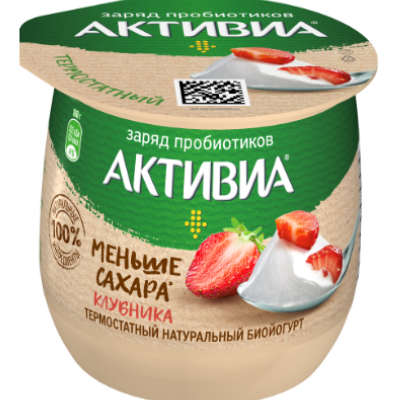 заряд пробиотиков
АКТИВИА®
ТЕРМОСТАТНЫЙ
заряд пробиотиков
АКТИВИА®
100%
МЕНЬШЕ
САХАРА*
КЛУБНИКА
ТЕРМОСТАТНЫЙ НАТУРАЛЬНЫЙ БИОЙОГУРТ